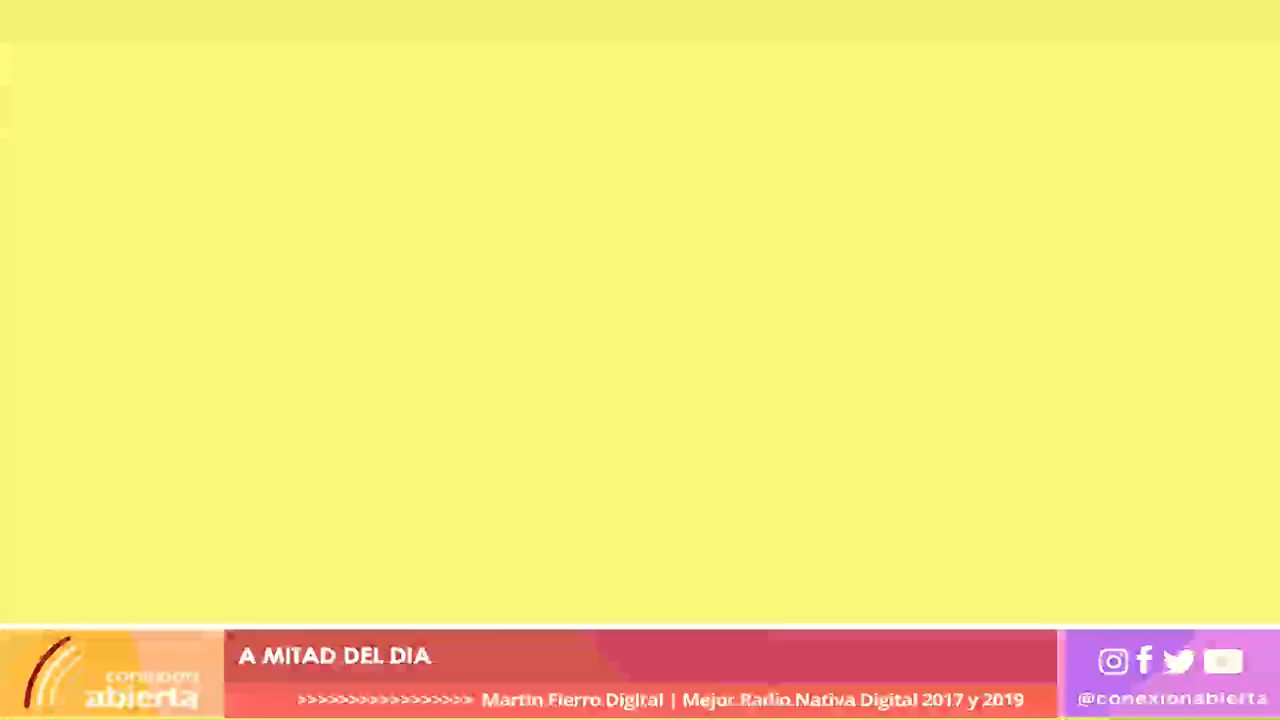 A MITAD DEL DIA
conexion
abierta
>>>>>>>>>>>>>>>>>> Martin Fierro Digital | Mejor Radio Nativa Digital 2017 y 2019
@conexionabierta